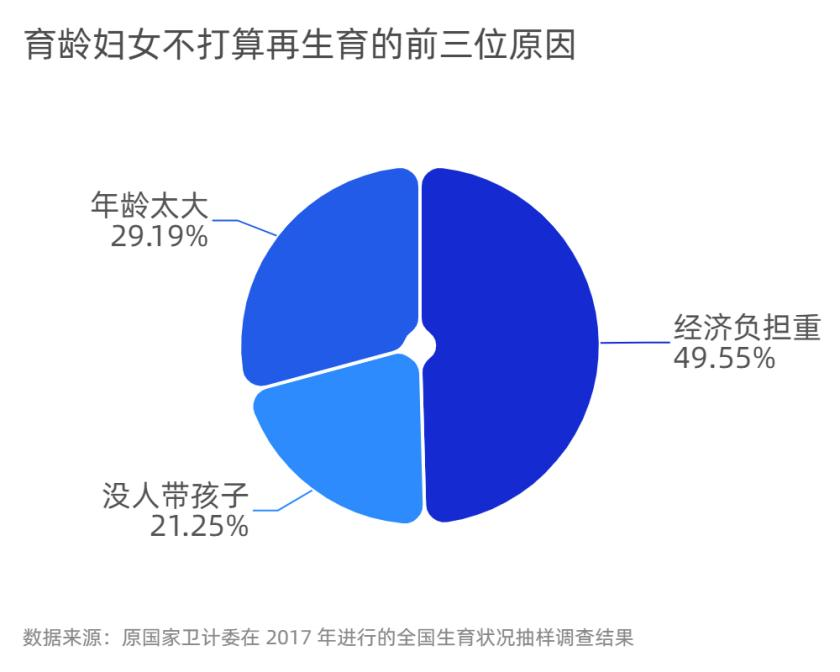 育龄妇女不打算再生育的前三位原因
年龄太大
29.19%
经济负担重
49.55%
没人带孩子
21.25%
数据来源：原国家卫计委在 2017 年进行的全国生育状况抽样调查结果